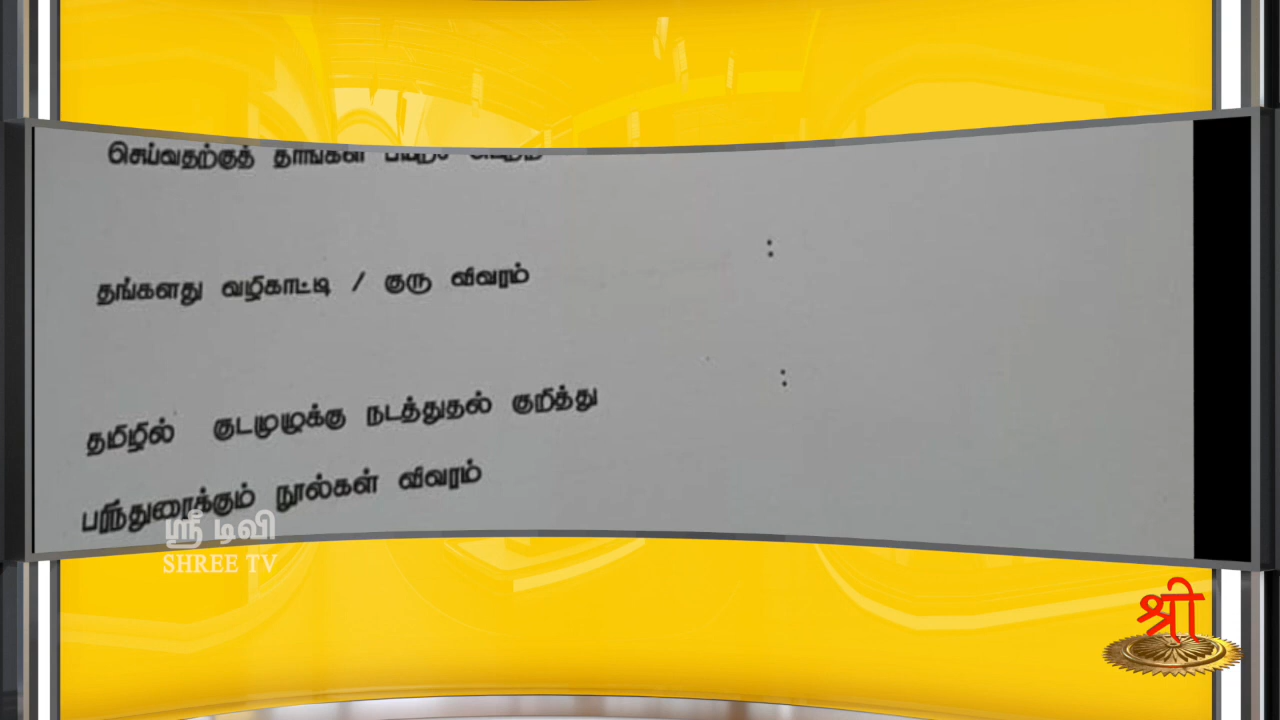 செய்வதற்குத் தாங்கள்
தங்களது வழிகாட்டி / குரு விவரம் :
தமிழில் குடமுழுக்கு நடத்துதல் குறித்து :
பரிந்துரைக்கும் நூல்கள் விவரம்
ஸ்ரீ டிவி
SHREE TV
श्री